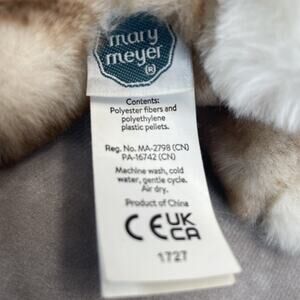 mary
meyer
®
Contents:
Polyester fibers and
polyethylene
plastic pellets.
Reg. No. MA-2798 (CN)
PA-16742 (CN)
Machine wash, cold
water, gentle cycle.
Air dry.
Product of China
CE UK
CA
1727